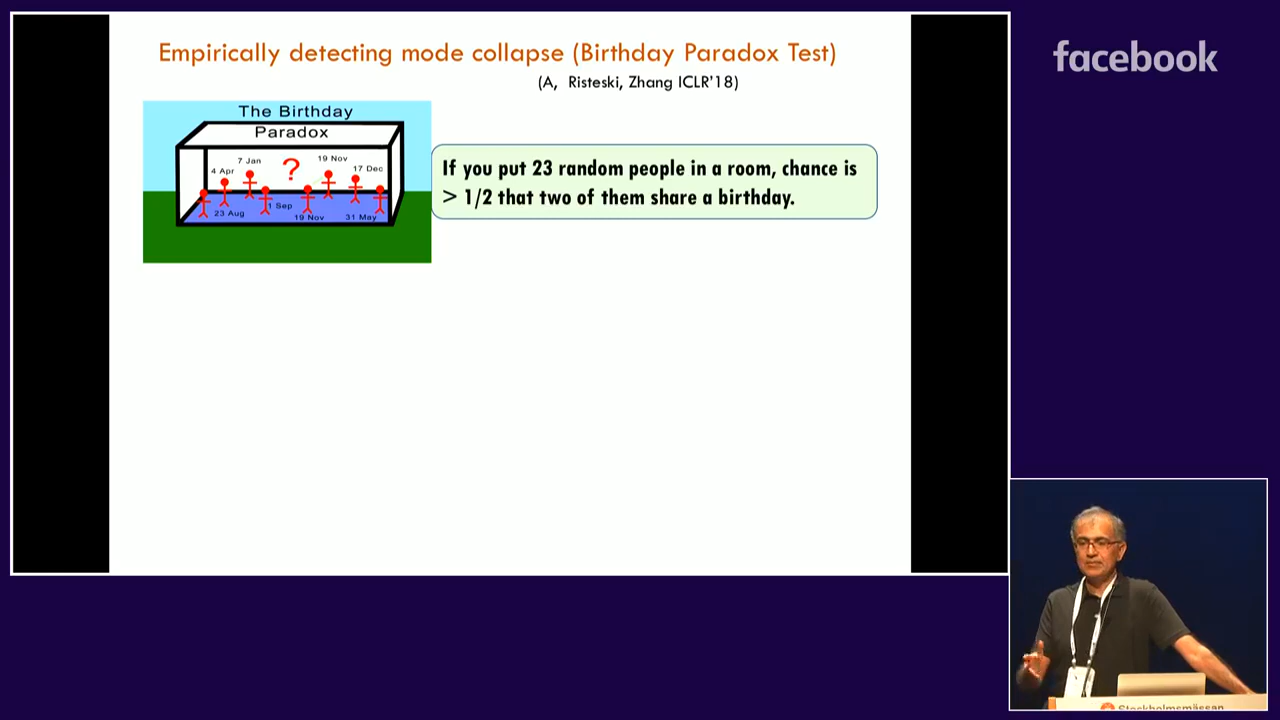 Empirically detecting mode collapse (Birthday Paradox Test)
(A, Risteski, Zhang ICLR'18)
facebook
The Birthday
Paradox
7 Jan
?
19 Nov
4 Apr
17 Dec
23 Aug
1 Sep
19 Nov
31 May
If you put 23 random people in a room, chance is
> 1/2 that two of them share a birthday.
Stockholmsmässan